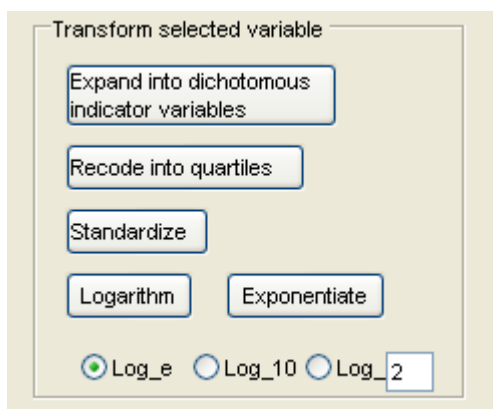 Transform selected variable
Expand into dichotomous
indicator variables
Recode into quartiles
Standardize
Logarithm Exponentiate
Log_e Log_10 Log_ 2